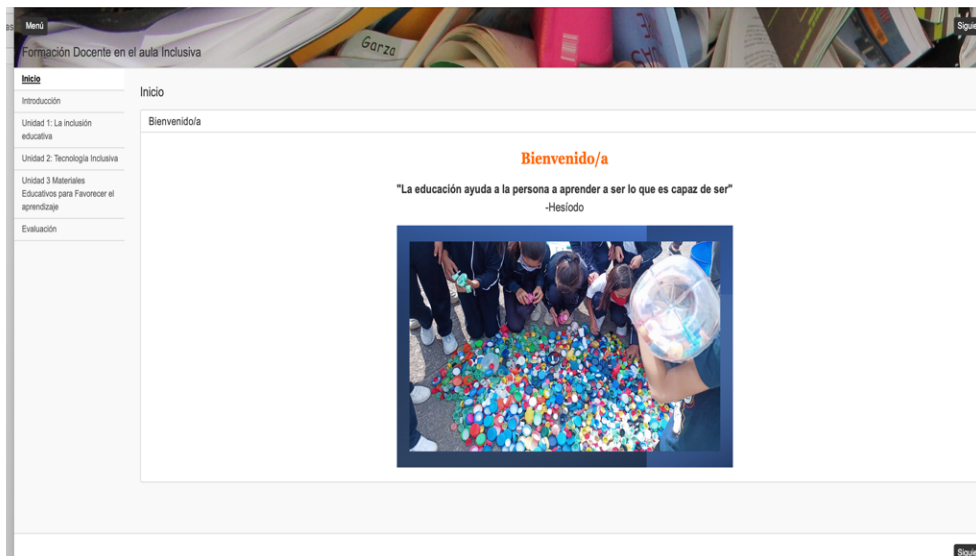 Menú
Garza
Formación Docente en el aula Inclusiva
Inicio
Introducción
Unidad 1: La inclusión
educativa
Unidad 2: Tecnología Inclusiva
Unidad 3 Materiales
Educativos para Favorecer el
aprendizaje
Evaluación
Inicio
Bienvenido/a
Bienvenido/a
"La educación ayuda a la persona a aprender a ser lo que es capaz de ser"
-Hesíodo